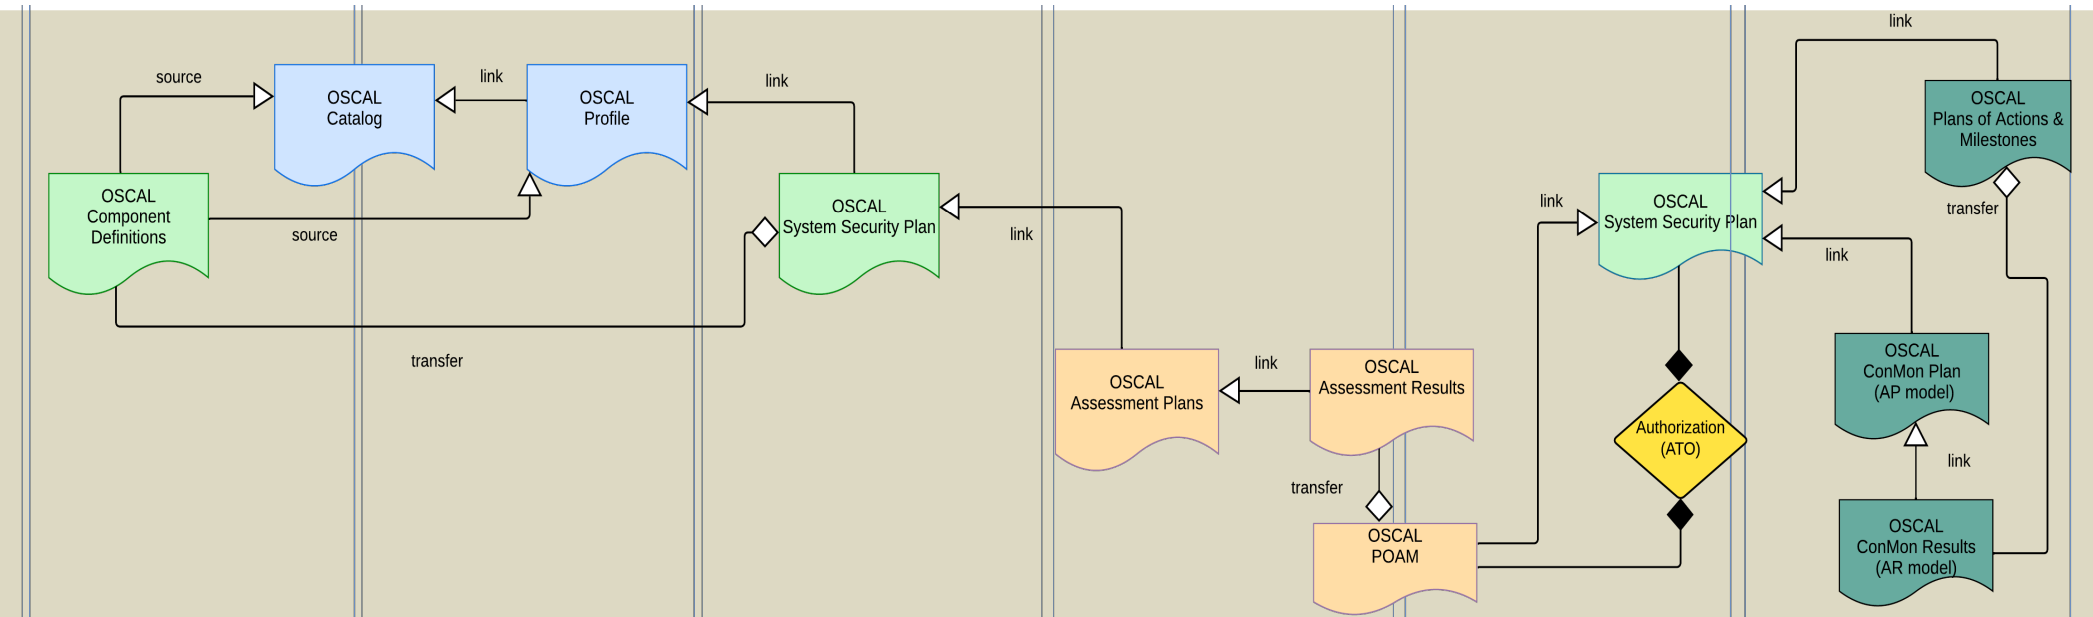 source
OSCAL
Catalog
link
OSCAL
Profile
link
OSCAL
Component
Definitions
source
transfer
OSCAL
System Security Plan
link
OSCAL
Assessment Plans
link
OSCAL
Assessment Results
transfer
OSCAL
POAM
link
OSCAL
System Security Plan
Authorization
(ATO)
link
OSCAL
Plans of Actions &
Milestones
transfer
link
OSCAL
ConMon Plan
(AP model)
link
OSCAL
ConMon Results
(AR model)